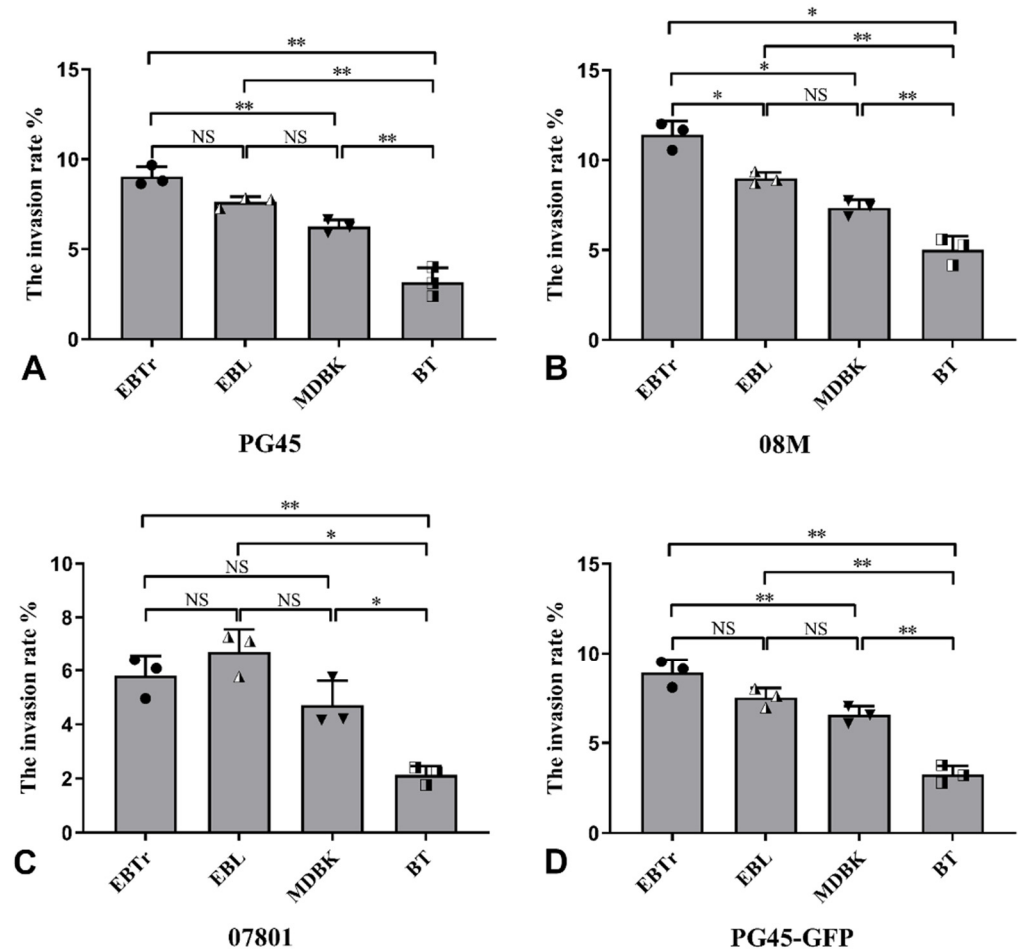 **
**
**
NS NS **
15
10
5
0
The invasion rate %
EBTr EBL MDBK BT
A
PG45
*
**
*
* NS **
15
10
5
0
The invasion rate %
EBTr EBL MDBK BT
B
08M
**
*
NS
NS NS *
10
8
6
4
2
0
The invasion rate %
EBTr EBL MDBK BT
C
07801
**
**
**
NS NS **
15
10
5
0
The invasion rate %
EBTr EBL MDBK BT
D
PG45-GFP